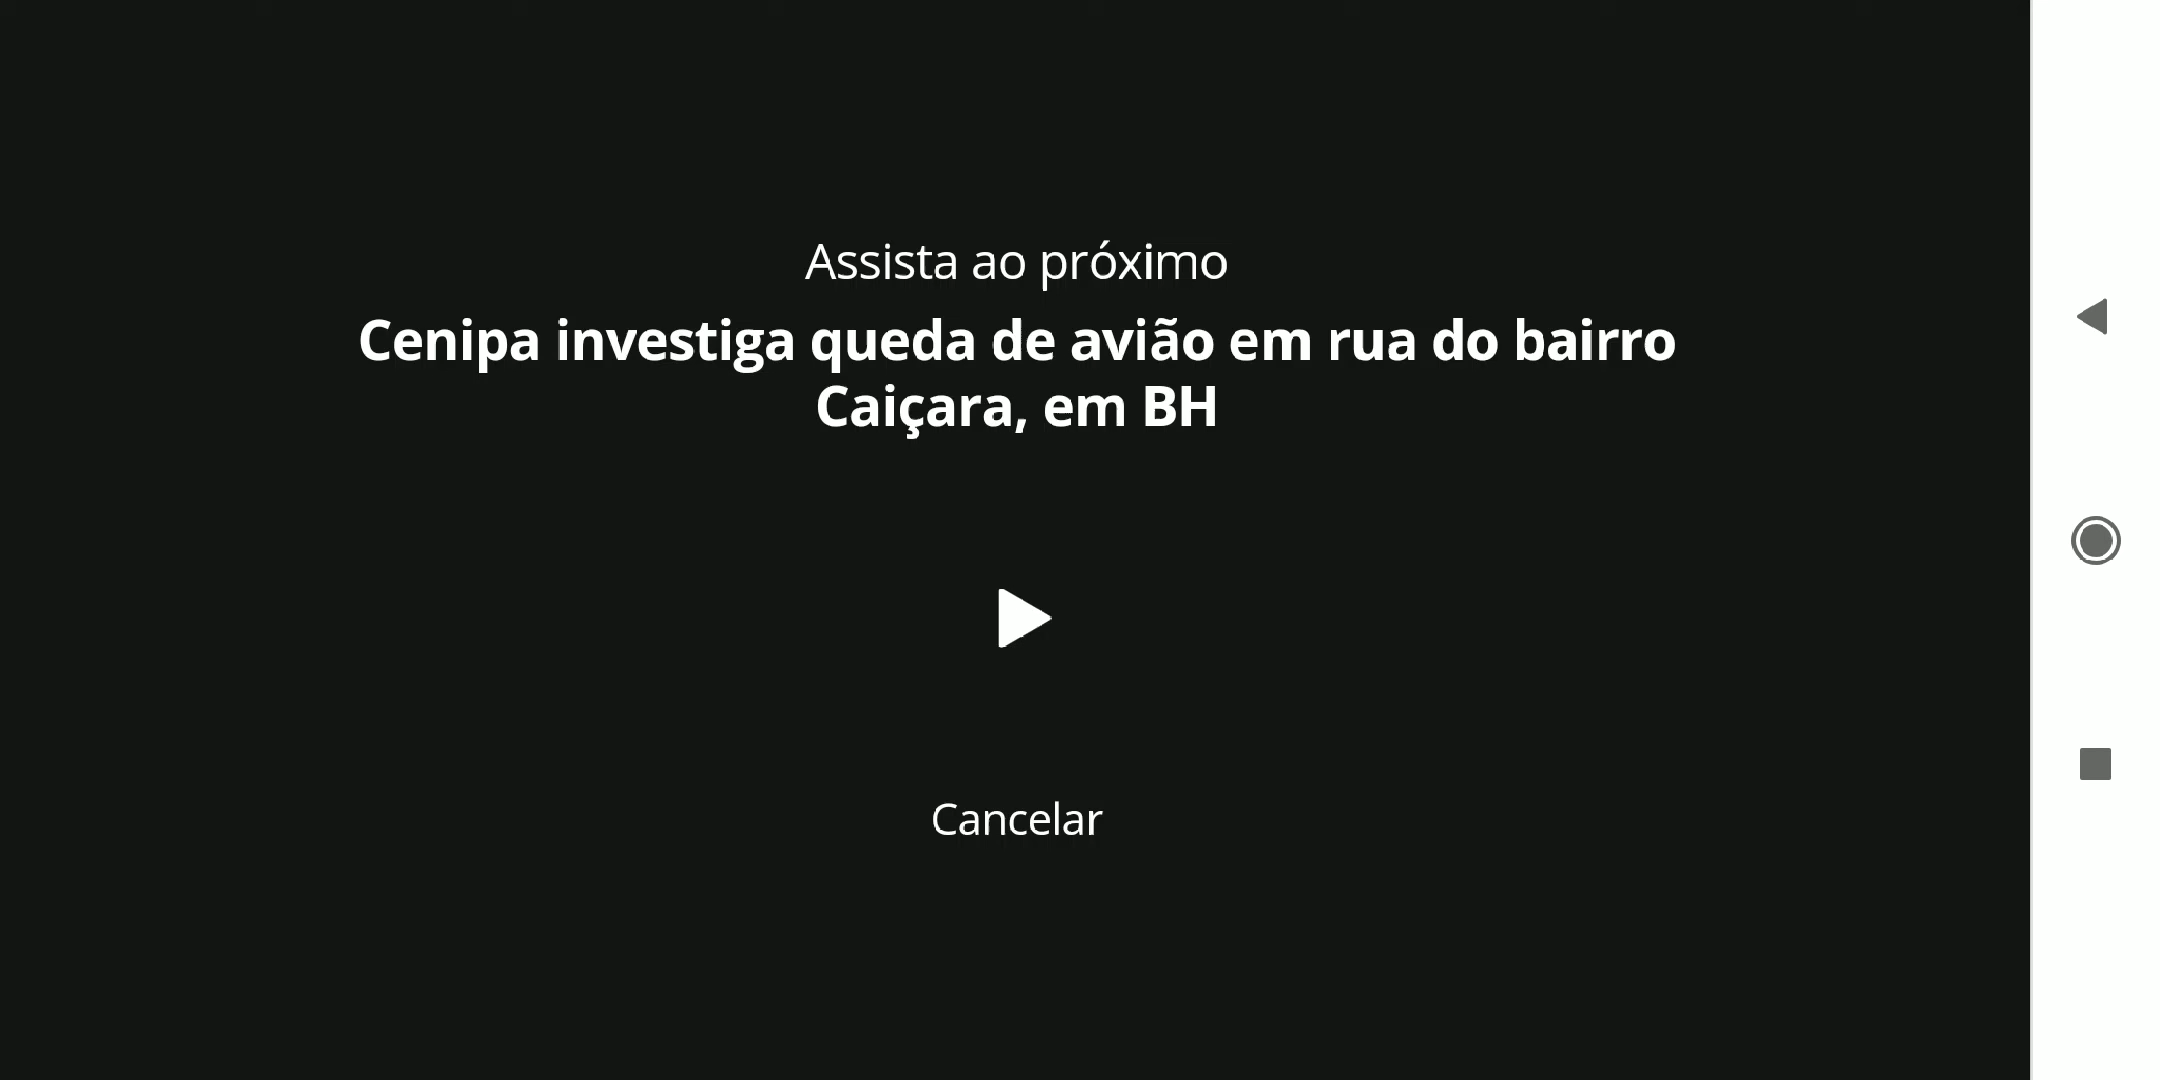 Assista ao próximo
Cenipa investiga queda de avião em rua do bairro
Caiçara, em BH
Cancelar